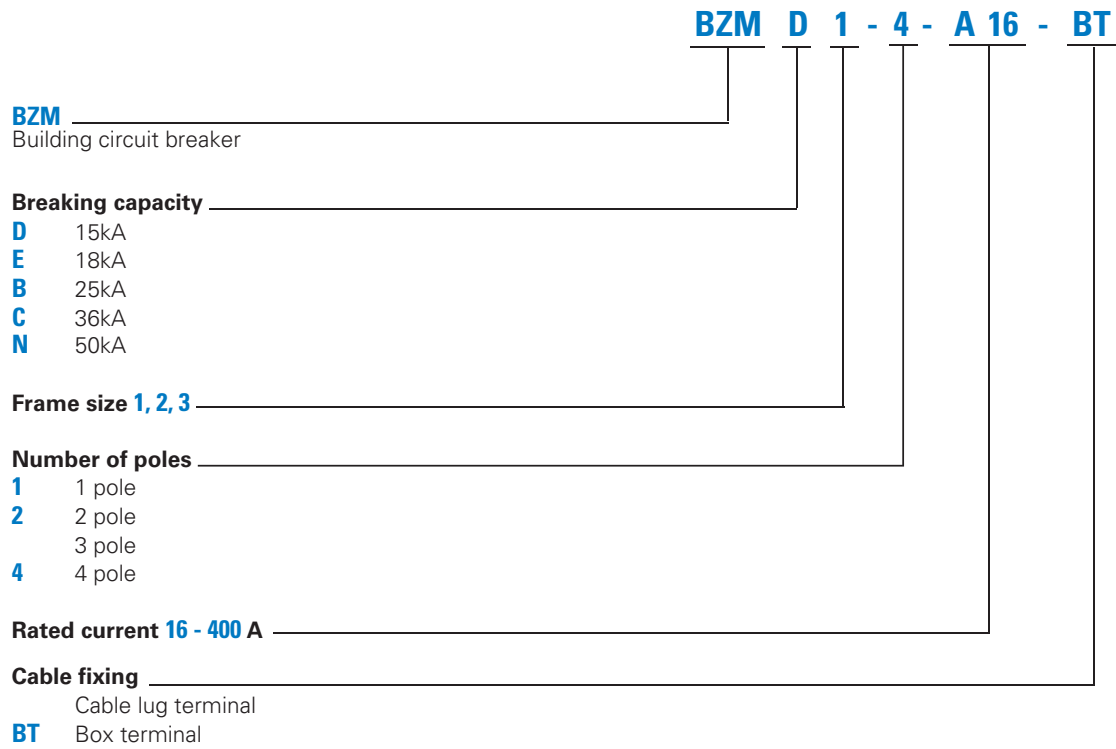 BZM D 1 - 4 - A 16 - BT
BZM
Building circuit breaker
Breaking capacity
D 15kA
E 18kA
B 25kA
C 36kA
N 50kA
Frame size 1, 2, 3
Number of poles
1 1 pole
2 2 pole
3 pole
4 4 pole
Rated current 16 - 400 A
Cable fixing
Cable lug terminal
BT Box terminal